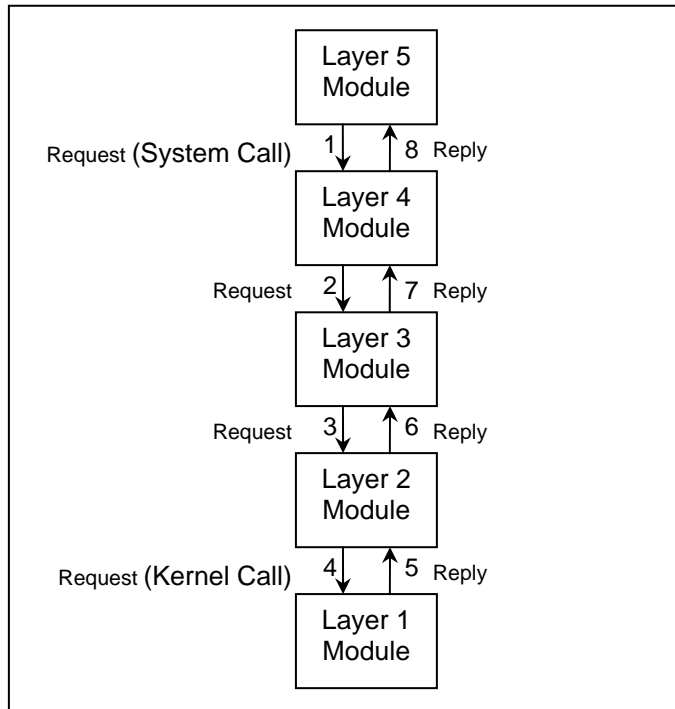 Layer 5
Module
Request (System Call) 1 8 Reply
Layer 4
Module
Request 2 7 Reply
Layer 3
Module
Request 3 6 Reply
Layer 2
Module
Request (Kernel Call) 4 5 Reply
Layer 1
Module